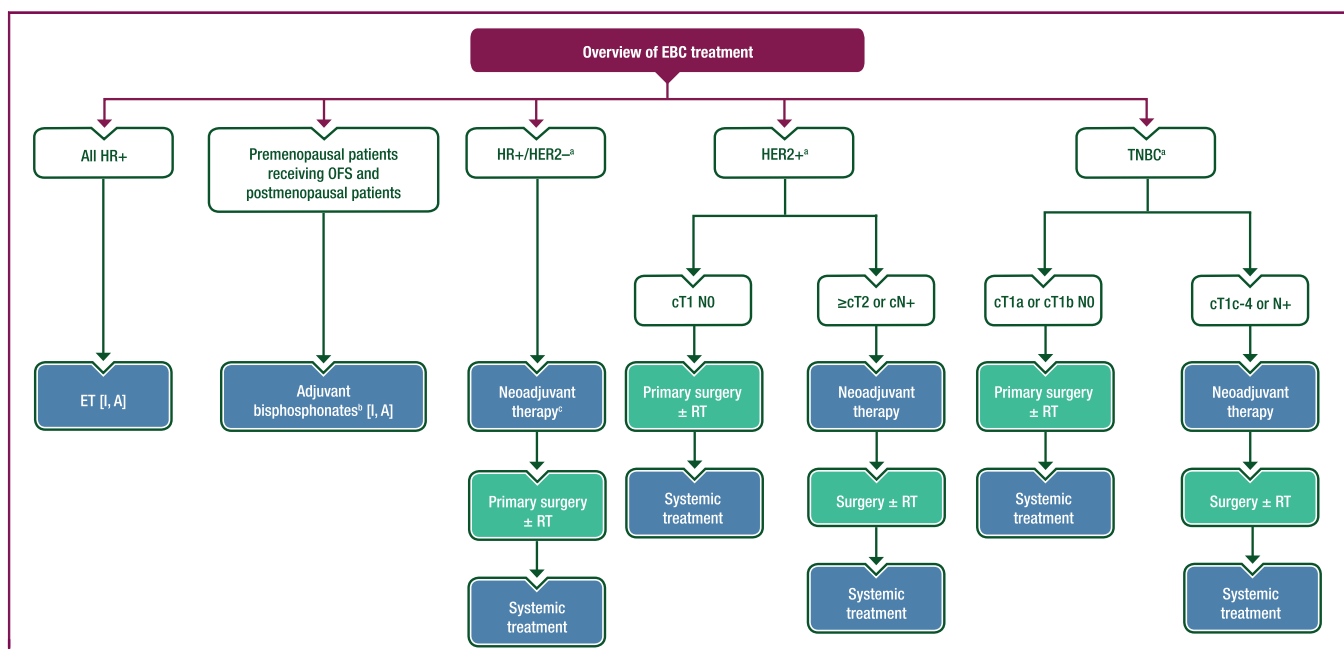 Overview of EBC treatment
All HR+
Premenopausal patients
receiving OFS and
postmenopausal patients
HR+/HER2–ᵃ
HER2+ᵃ
TNBCᵃ
cT1 N0
≥cT2 or cN+
cT1a or cT1b N0
cT1c-4 or N+
ET [I, A]
Adjuvant
bisphosphonatesᵇ [I, A]
Neoadjuvant
therapyᶜ
Primary surgery
± RT
Neoadjuvant
therapy
Primary surgery
± RT
Neoadjuvant
therapy
Primary surgery
± RT
Systemic
treatment
Surgery ± RT
Systemic
treatment
Surgery ± RT
Systemic
treatment
Systemic
treatment
Systemic
treatment